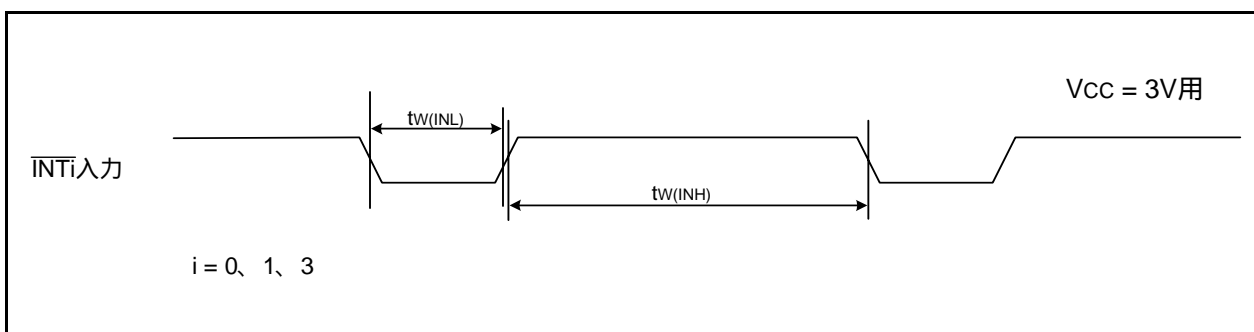 VCC = 3V用
tW(INL)
INTi入力
tW(INH)
i = 0、1、3